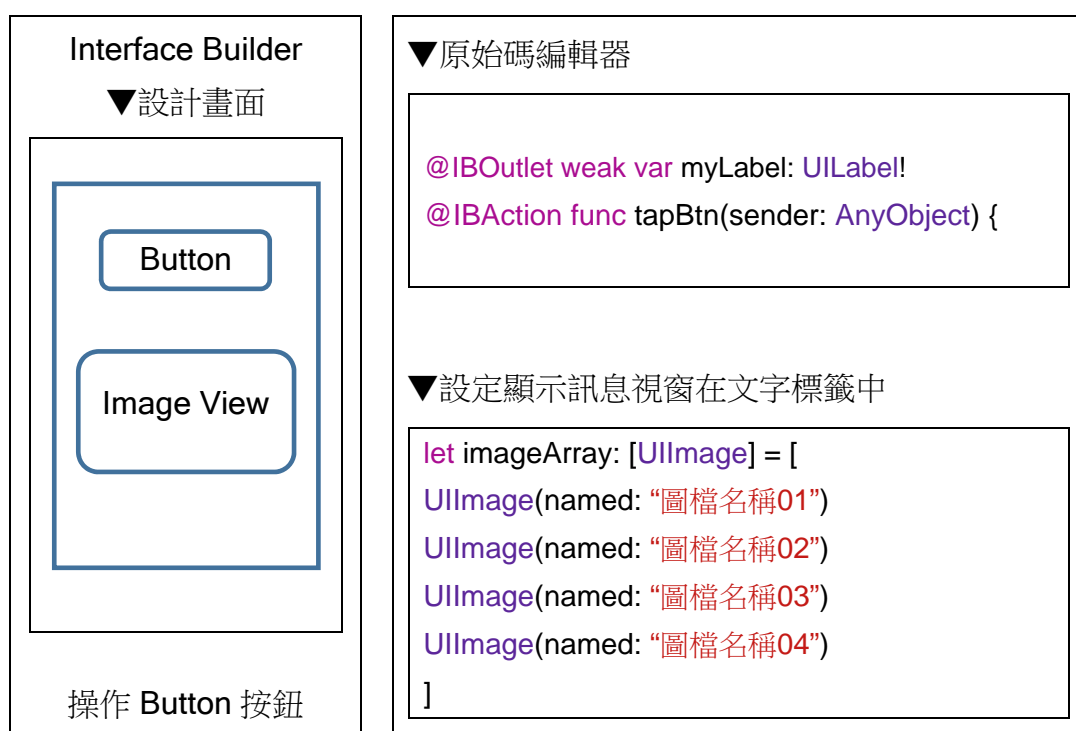 Interface Builder
▼設計畫面
Button
Image View
操作 Button 按鈕
▼原始碼編輯器
@IBOutlet weak var myLabel: UILabel!
@IBAction func tapBtn(sender: AnyObject) {
▼設定顯示訊息視窗在文字標籤中
let imageArray: [UIImage] = [
UIImage(named: “圖檔名稱01”)
UIImage(named: “圖檔名稱02”)
UIImage(named: “圖檔名稱03”)
UIImage(named: “圖檔名稱04”)
]